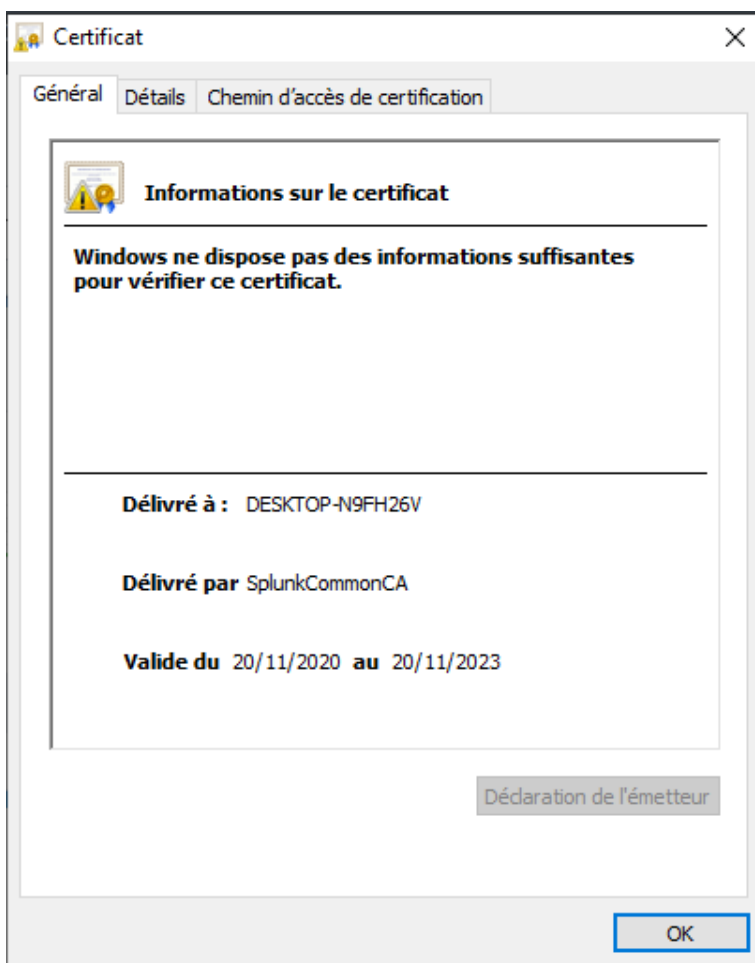 Certificat
Général Détails Chemin d'accès de certification
Informations sur le certificat
Windows ne dispose pas des informations suffisantes
pour vérifier ce certificat.
Délivré à : DESKTOP-N9FH26V
Délivré par SplunkCommonCA
Valide du 20/11/2020 au 20/11/2023
Déclaration de l'émetteur
OK